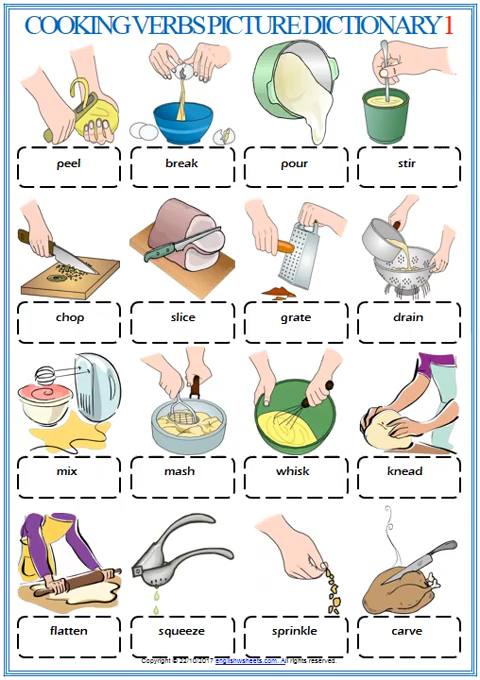 COOKING VERBS PICTURE DICTIONARY 1
peel break pour stir
chop slice grate drain
mix mash whisk knead
flatten squeeze sprinkle carve
Copyright © 22/10/2017 englishwsheets.com. All rights reserved.